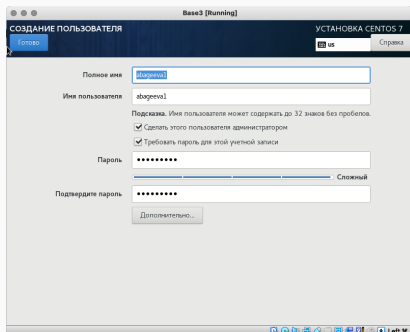 Base3 [Running]
СОЗДАНИЕ ПОЛЬЗОВАТЕЛЯ
УСТАНОВКА CENTOS 7
Готово
us
Справка
Полное имя
abageeva1
Имя пользователя
abageeva1
Подсказка. Имя пользователя может содержать до 32 знаков без пробелов.
Сделать этого пользователя администратором
Требовать пароль для этой учетной записи
Пароль
•••••••••
Сложный
Подтвердите пароль
•••••••••
Дополнительно...
Left ⌘